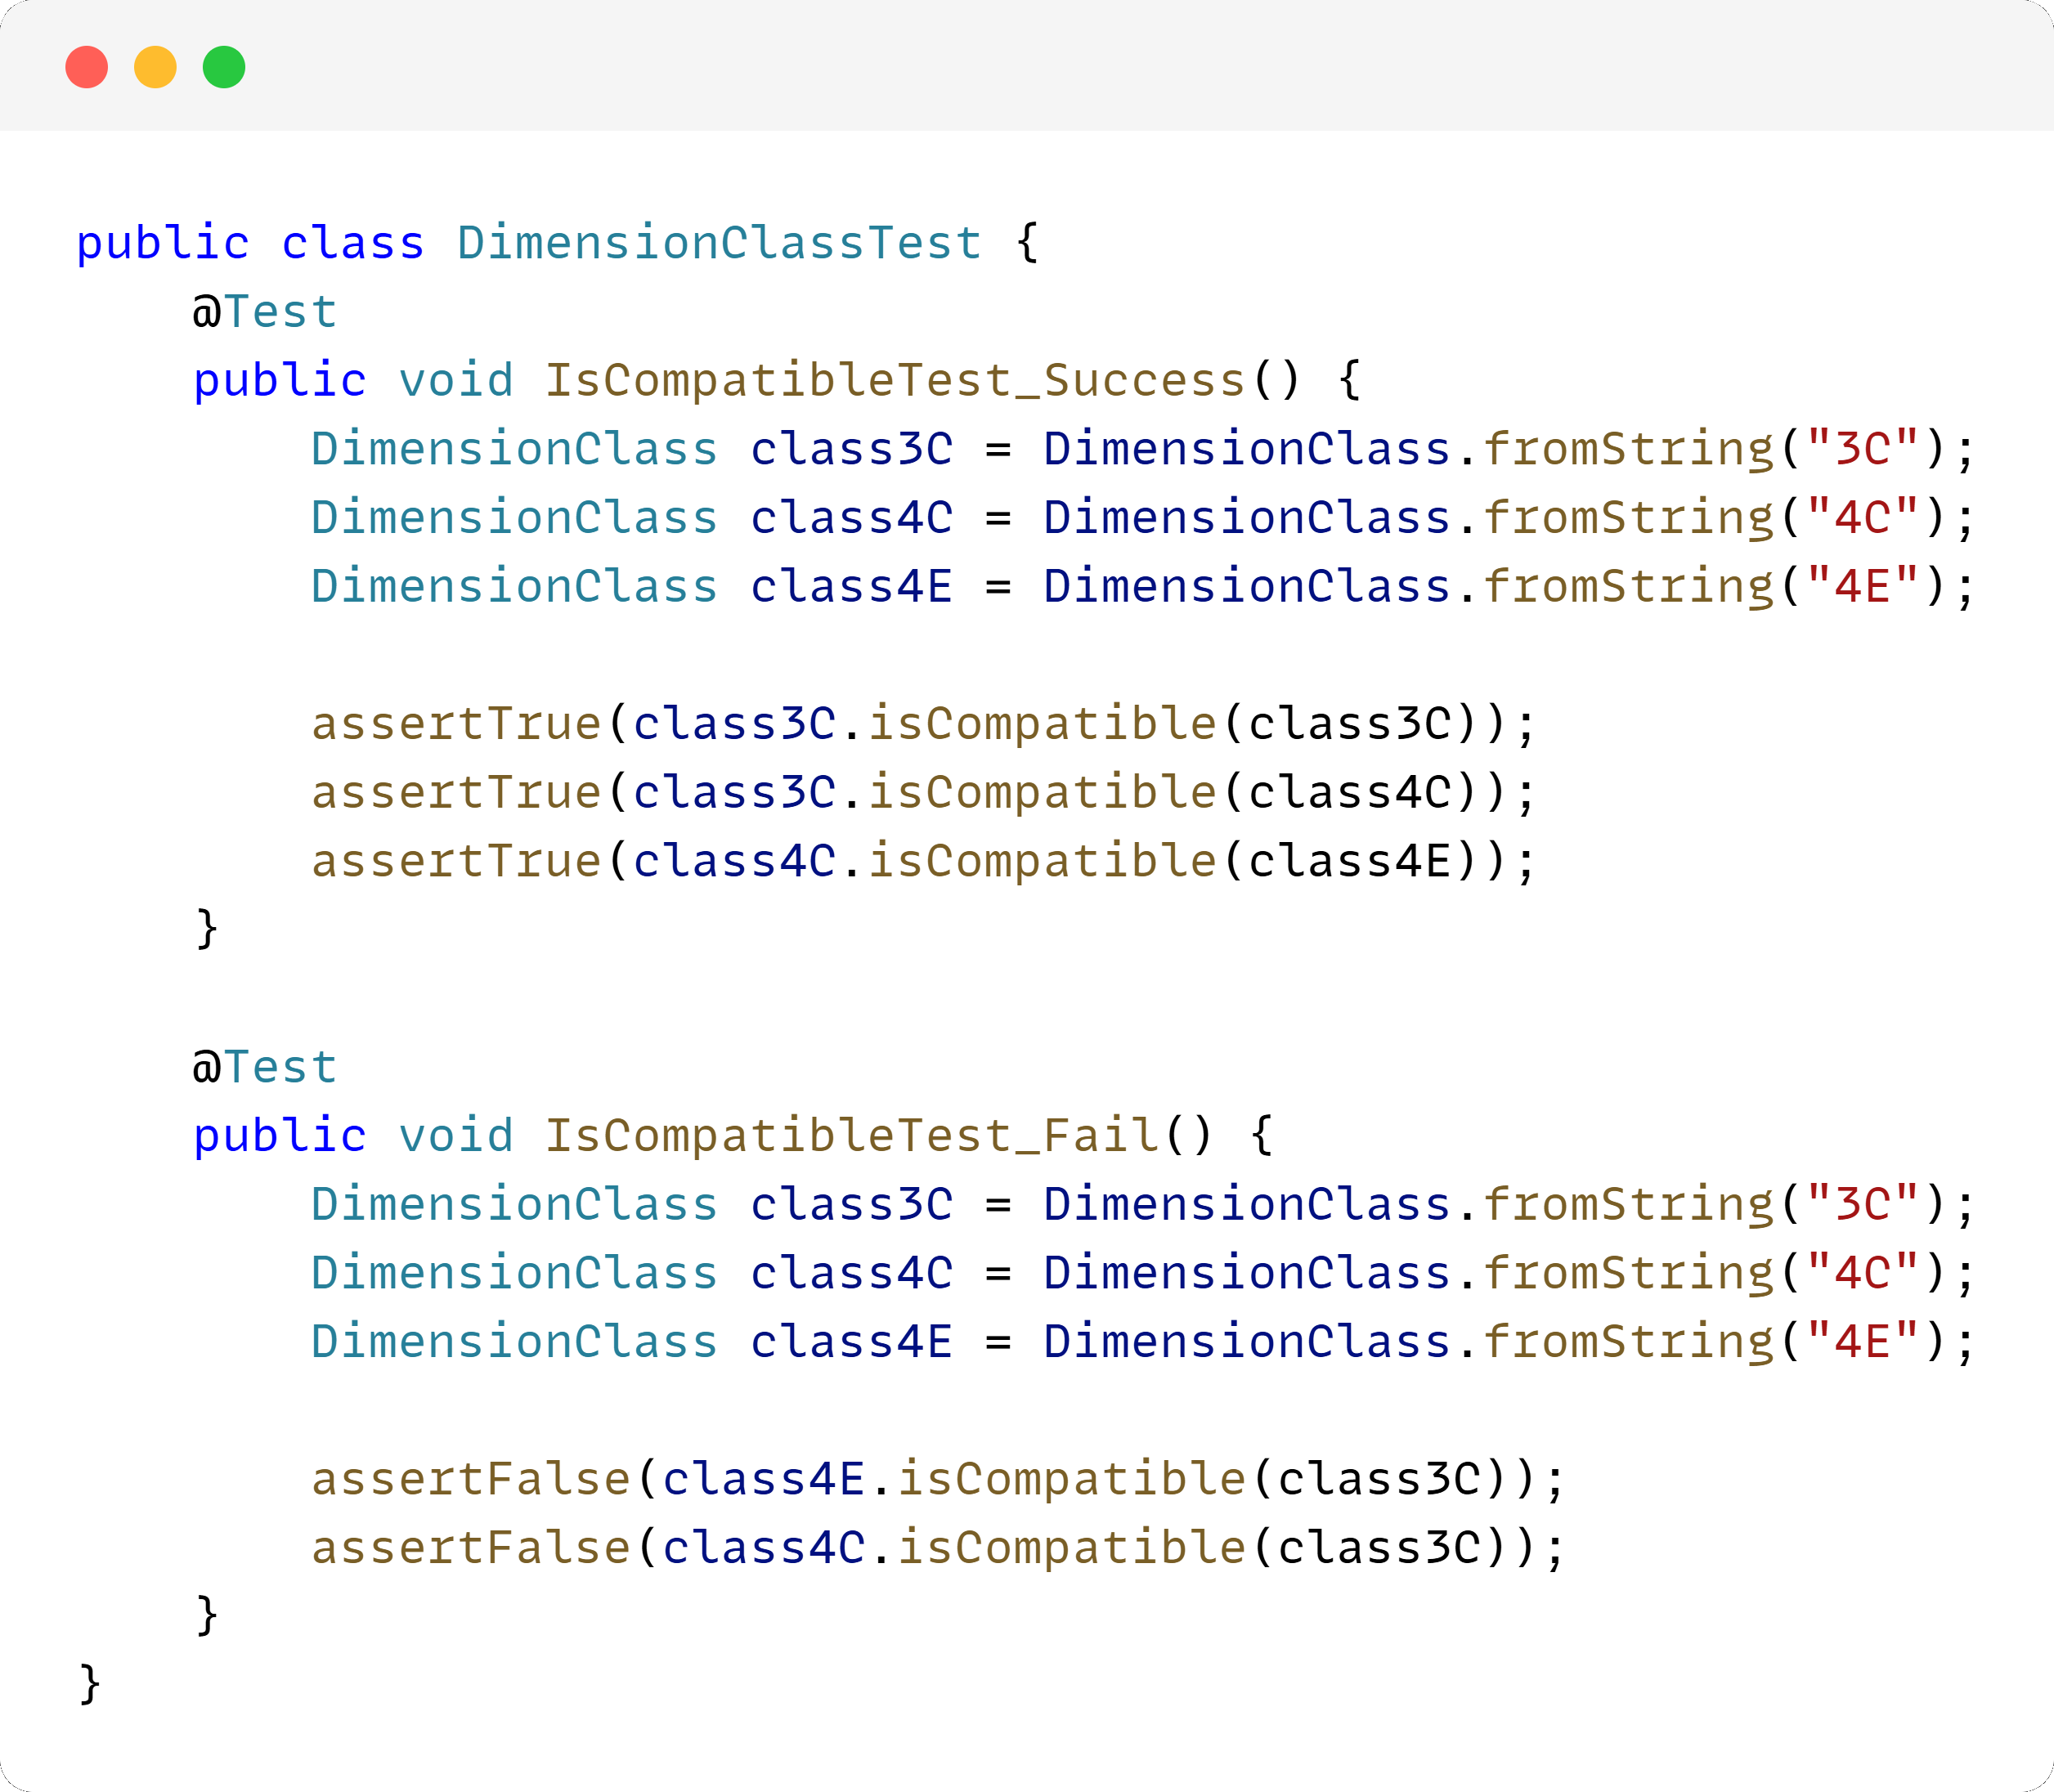 public class DimensionClassTest {
    @Test
    public void IsCompatibleTest_Success() {
        DimensionClass class3C = DimensionClass.fromString("3C");
        DimensionClass class4C = DimensionClass.fromString("4C");
        DimensionClass class4E = DimensionClass.fromString("4E");

        assertTrue(class3C.isCompatible(class3C));
        assertTrue(class3C.isCompatible(class4C));
        assertTrue(class4C.isCompatible(class4E));
    }

    @Test
    public void IsCompatibleTest_Fail() {
        DimensionClass class3C = DimensionClass.fromString("3C");
        DimensionClass class4C = DimensionClass.fromString("4C");
        DimensionClass class4E = DimensionClass.fromString("4E");

        assertFalse(class4E.isCompatible(class3C));
        assertFalse(class4C.isCompatible(class3C));
    }
}